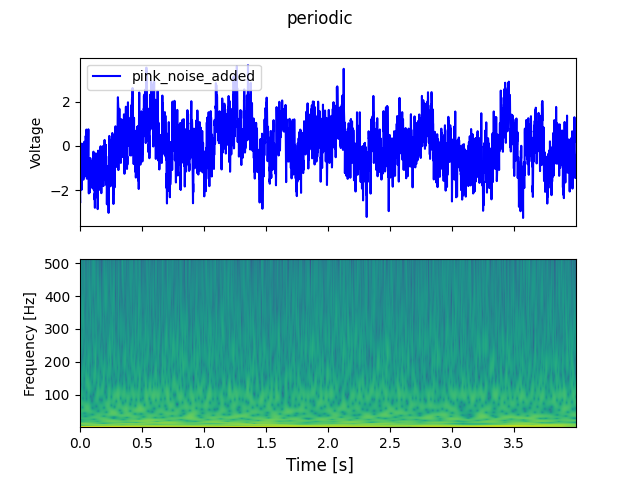 periodic
pink_noise_added
Voltage
2
0
−2
Frequency [Hz]
500
400
300
200
100
0.0 0.5 1.0 1.5 2.0 2.5 3.0 3.5
Time [s]